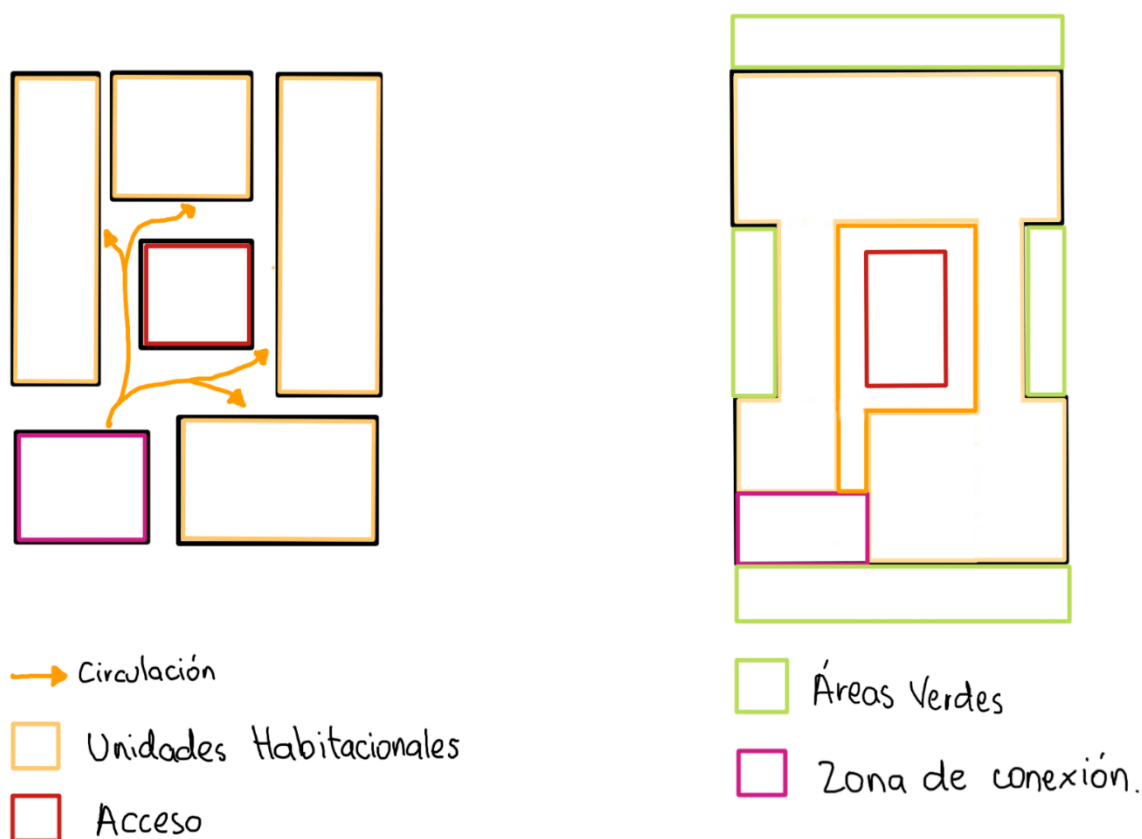 Circulación
Unidades Habitacionales
Acceso
Áreas Verdes
Zona de conexión.